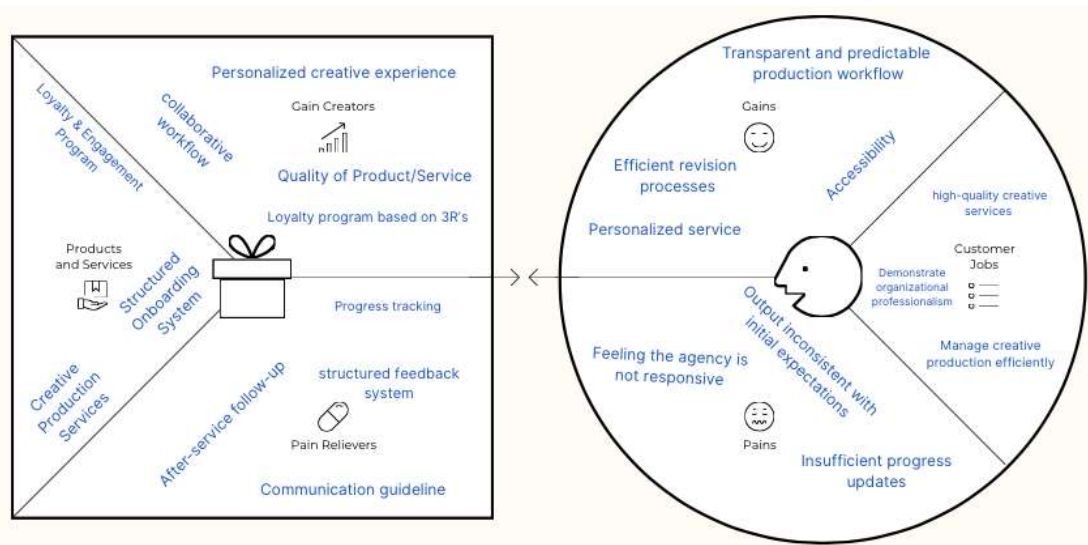 Personalized creative experience
Gain Creators
collaborative
workflow
Loyalty & Engagement
Program
Quality of Product/Service
Loyalty program based on 3R's
Products
and Services
Structured
Onboarding
System
Creative
Production
Services
Progress tracking
structured feedback
system
After-service follow-up
Pain Relievers
Communication guideline
Transparent and predictable
production workflow
Gains
Efficient revision
processes
Accessibility
Personalized service
high-quality creative
services
Customer
Jobs
Demonstrate
organizational
professionalism
Manage creative
production efficiently
Output inconsistent with
initial expectations
Feeling the agency is
not responsive
Pains
Insufficient progress
updates